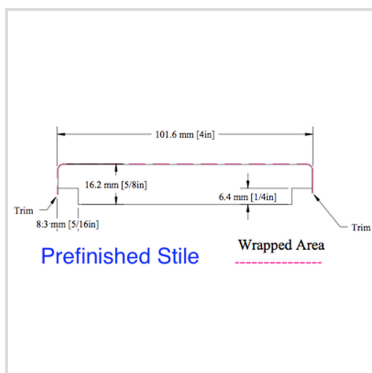 101.6 mm [4in]
16.2 mm [5/8in]
6.4 mm [1/4in]
Trim
8.3 mm [5/16in]
Trim
Prefinished Stile
Wrapped Area